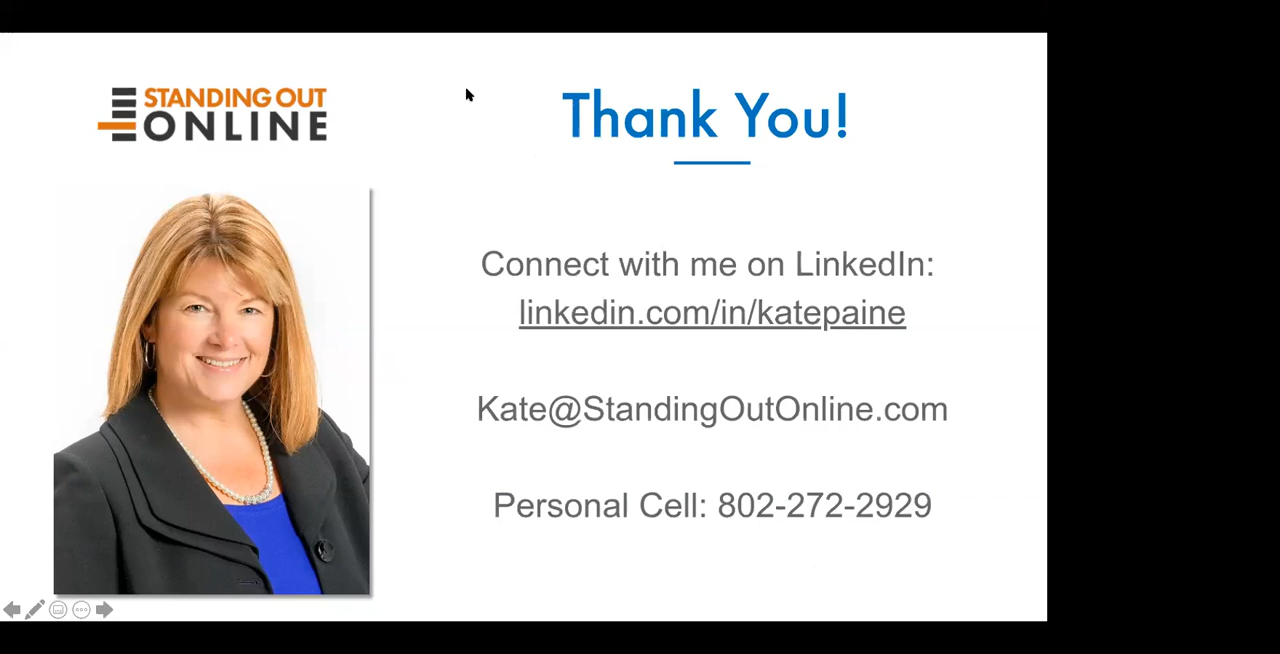 STANDING OUT
ONLINE
Thank You!
Connect with me on LinkedIn:
linkedin.com/in/katepaine
Kate@StandingOutOnline.com
Personal Cell: 802-272-2929